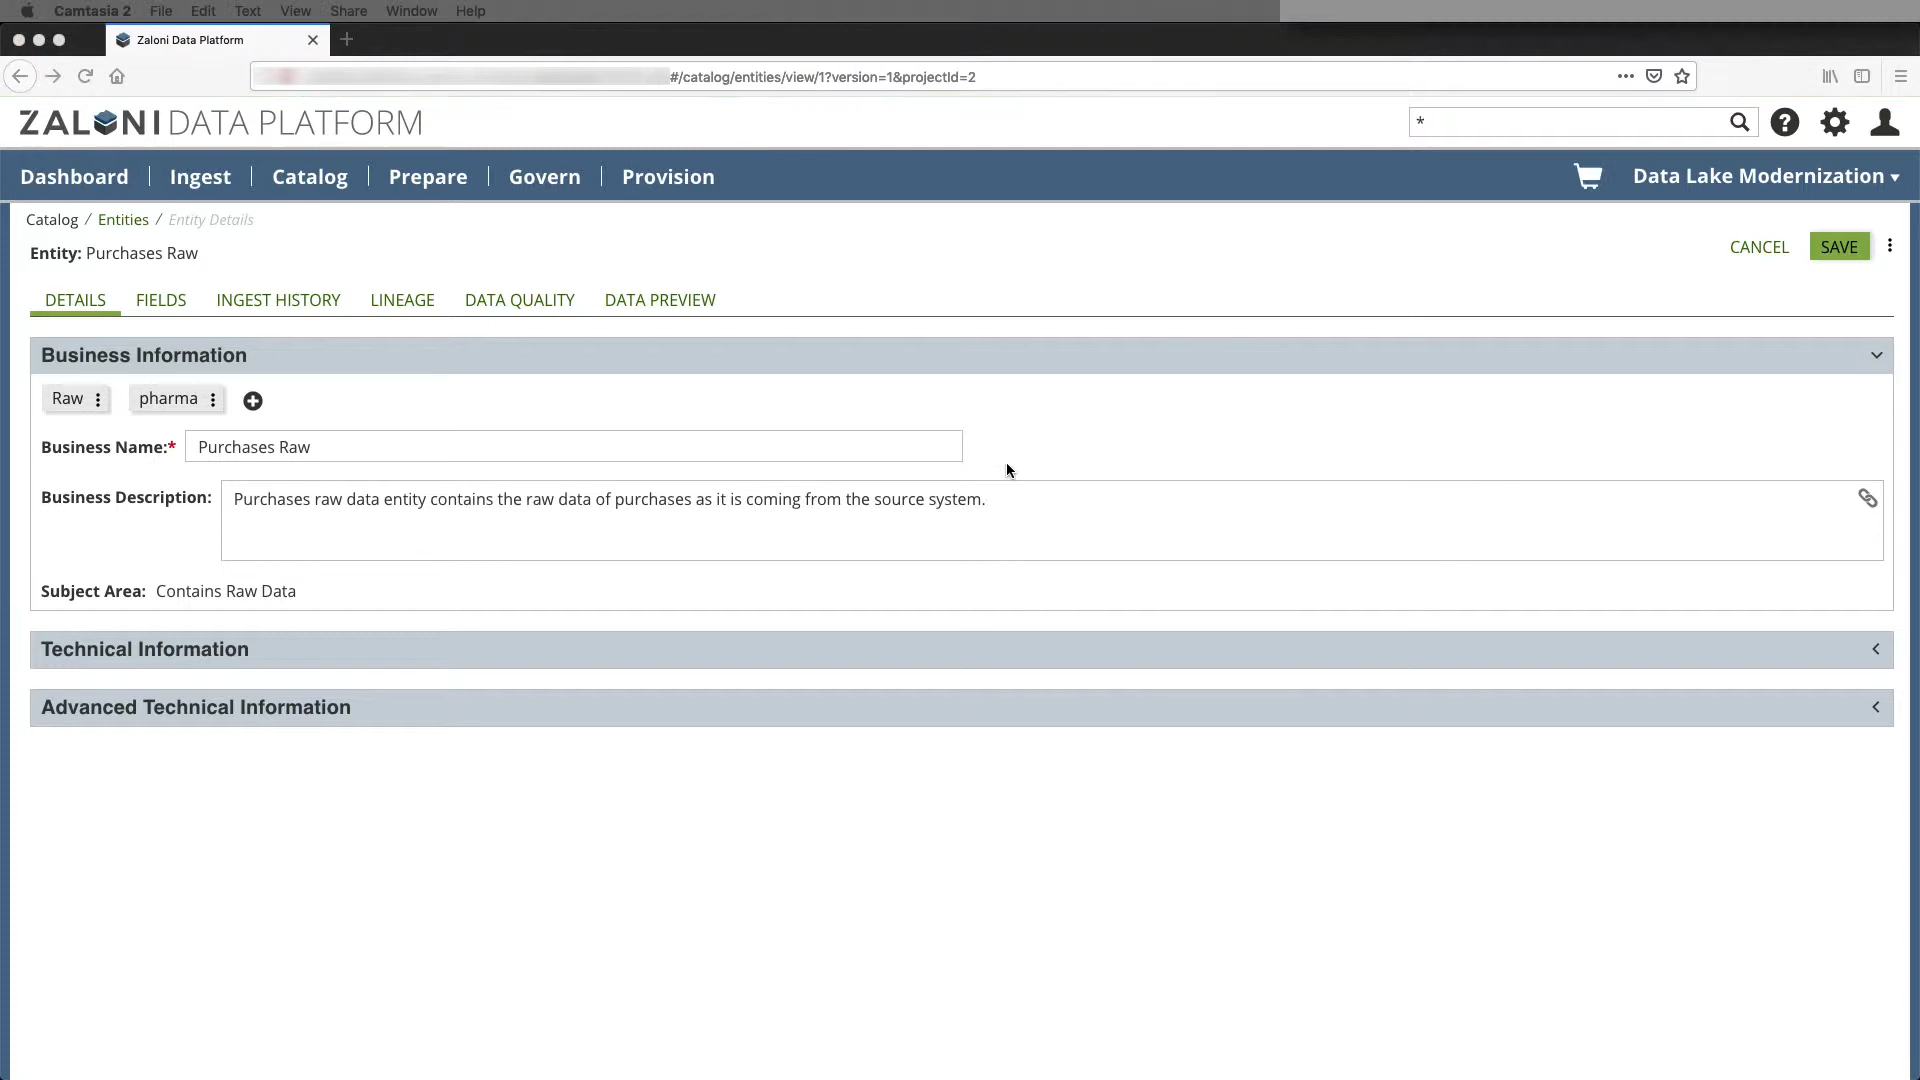 Camtasia 2 File Edit Text View Share Window Help
Zaloni Data Platform
#/catalog/entities/view/1?version=1&projectId=2
ZALONI DATA PLATFORM
*
Dashboard | Ingest | Catalog | Prepare | Govern | Provision
Data Lake Modernization
Catalog / Entities / Entity Details
Entity: Purchases Raw
CANCEL SAVE
DETAILS FIELDS INGEST HISTORY LINEAGE DATA QUALITY DATA PREVIEW
Business Information
Raw pharma
Business Name:* Purchases Raw
Business Description: Purchases raw data entity contains the raw data of purchases as it is coming from the source system.
Subject Area: Contains Raw Data
Technical Information
Advanced Technical Information